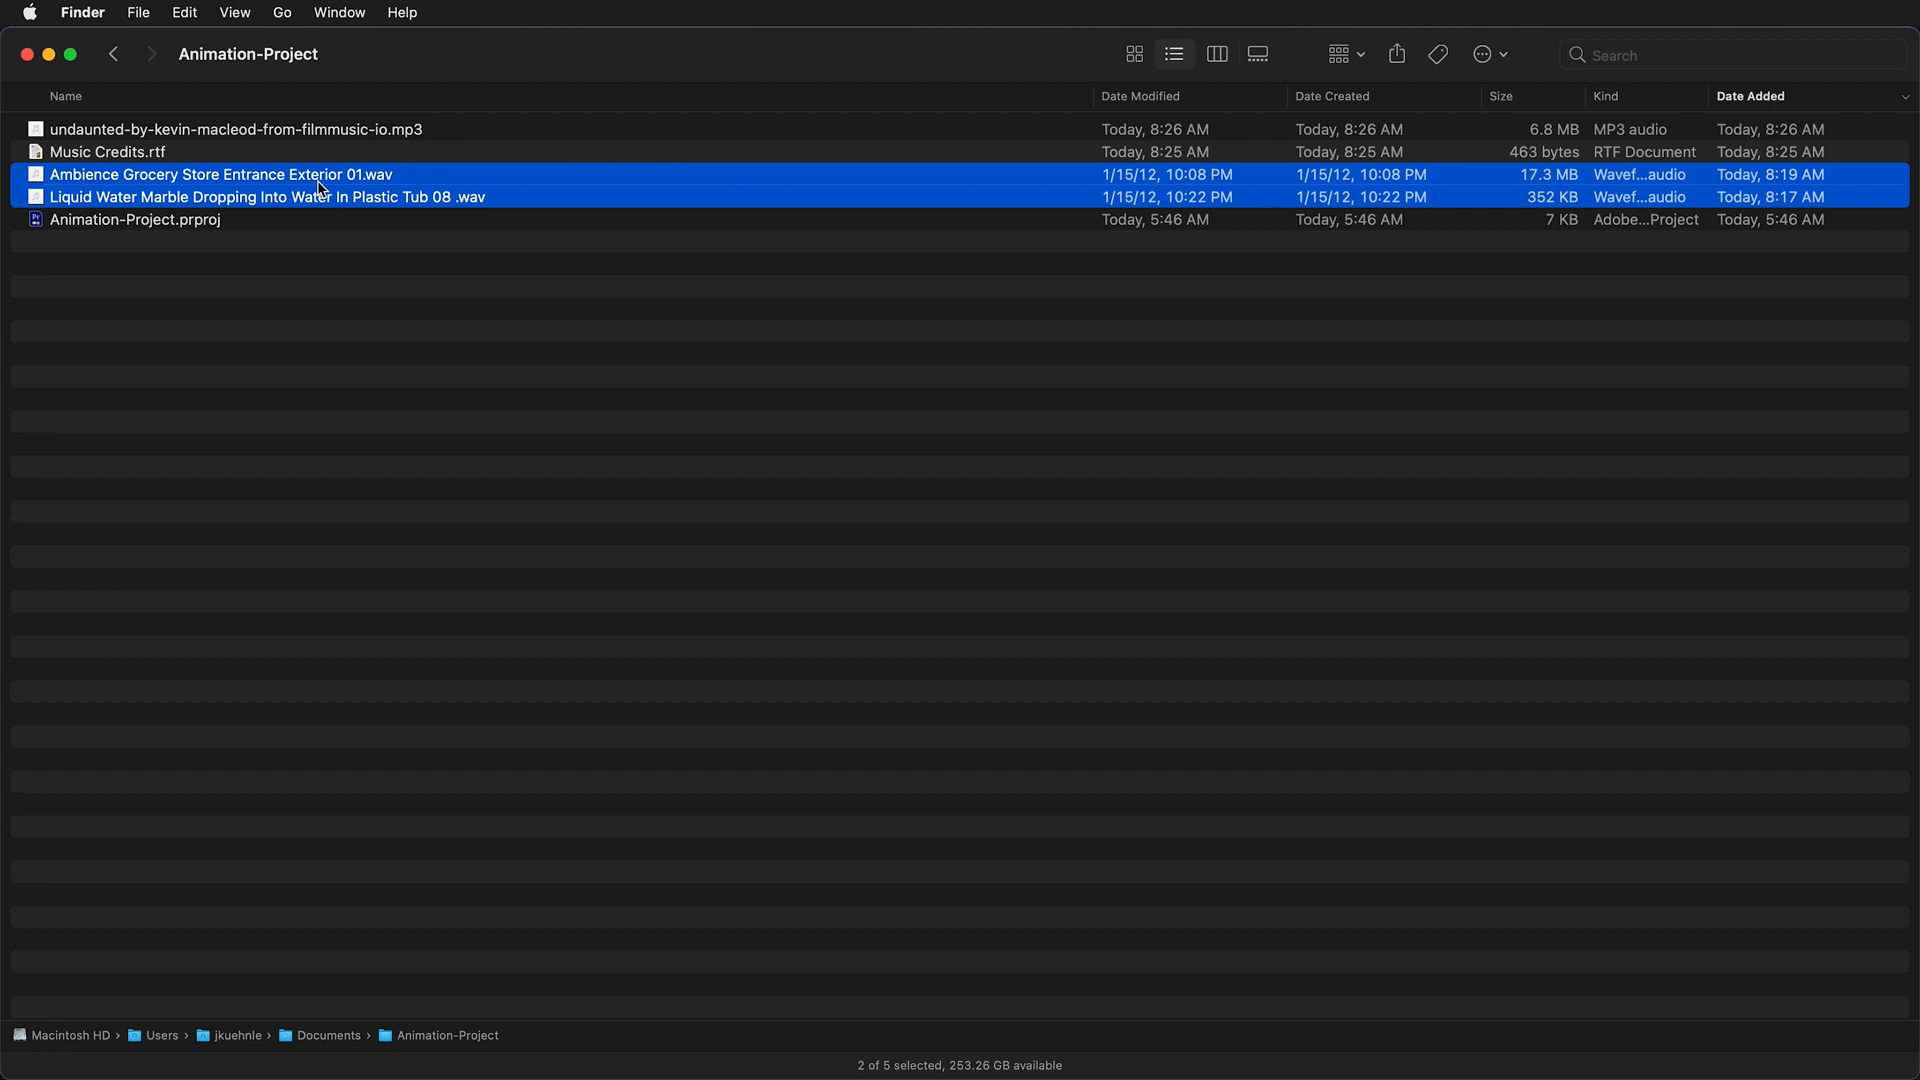 Finder File Edit View Go Window Help
Animation-Project Search
Name Date Modified Date Created Size Kind Date Added
undaunted-by-kevin-macleod-from-filmmusic-io.mp3 Today, 8:26 AM Today, 8:26 AM 6.8 MB MP3 audio Today, 8:26 AM
Music Credits.rtf Today, 8:25 AM Today, 8:25 AM 463 bytes RTF Document Today, 8:25 AM
Ambience Grocery Store Entrance Exterior 01.wav 1/15/12, 10:08 PM 1/15/12, 10:08 PM 17.3 MB Wavef...audio Today, 8:19 AM
Liquid Water Marble Dropping Into Water In Plastic Tub 08 .wav 1/15/12, 10:22 PM 1/15/12, 10:22 PM 352 KB Wavef...audio Today, 8:17 AM
Animation-Project.prproj Today, 5:46 AM Today, 5:46 AM 7 KB Adobe...Project Today, 5:46 AM
Macintosh HD › Users › jkuehnle › Documents › Animation-Project
2 of 5 selected, 253.26 GB available